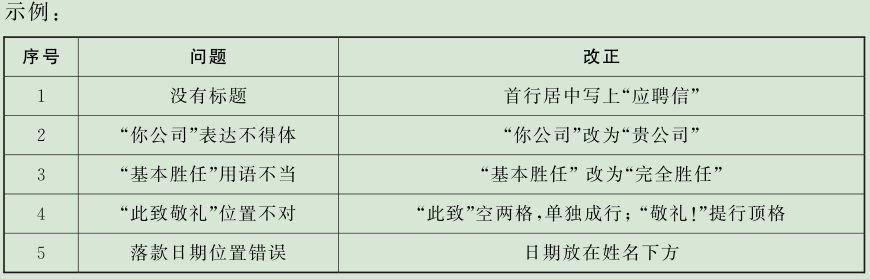 示例：
序号 问题 改正
1 没有标题 首行居中写上“应聘信”
2 “你公司”表达不得体 “你公司”改为“贵公司”
3 “基本胜任”用语不当 “基本胜任” 改为“完全胜任”
4 “此致敬礼”位置不对 “此致”空两格，单独成行；“敬礼！”提行顶格
5 落款日期位置错误 日期放在姓名下方